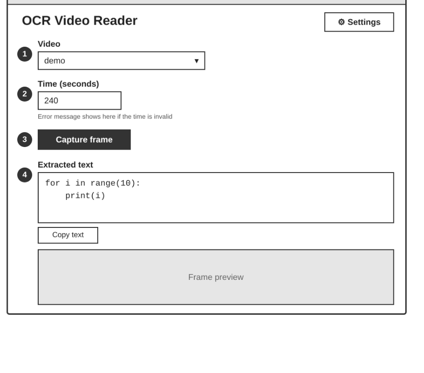 OCR Video Reader
⚙ Settings
Video
1
demo ▼
Time (seconds)
2
240
Error message shows here if the time is invalid
3
Capture frame
Extracted text
4
for i in range(10):
    print(i)
Copy text
Frame preview